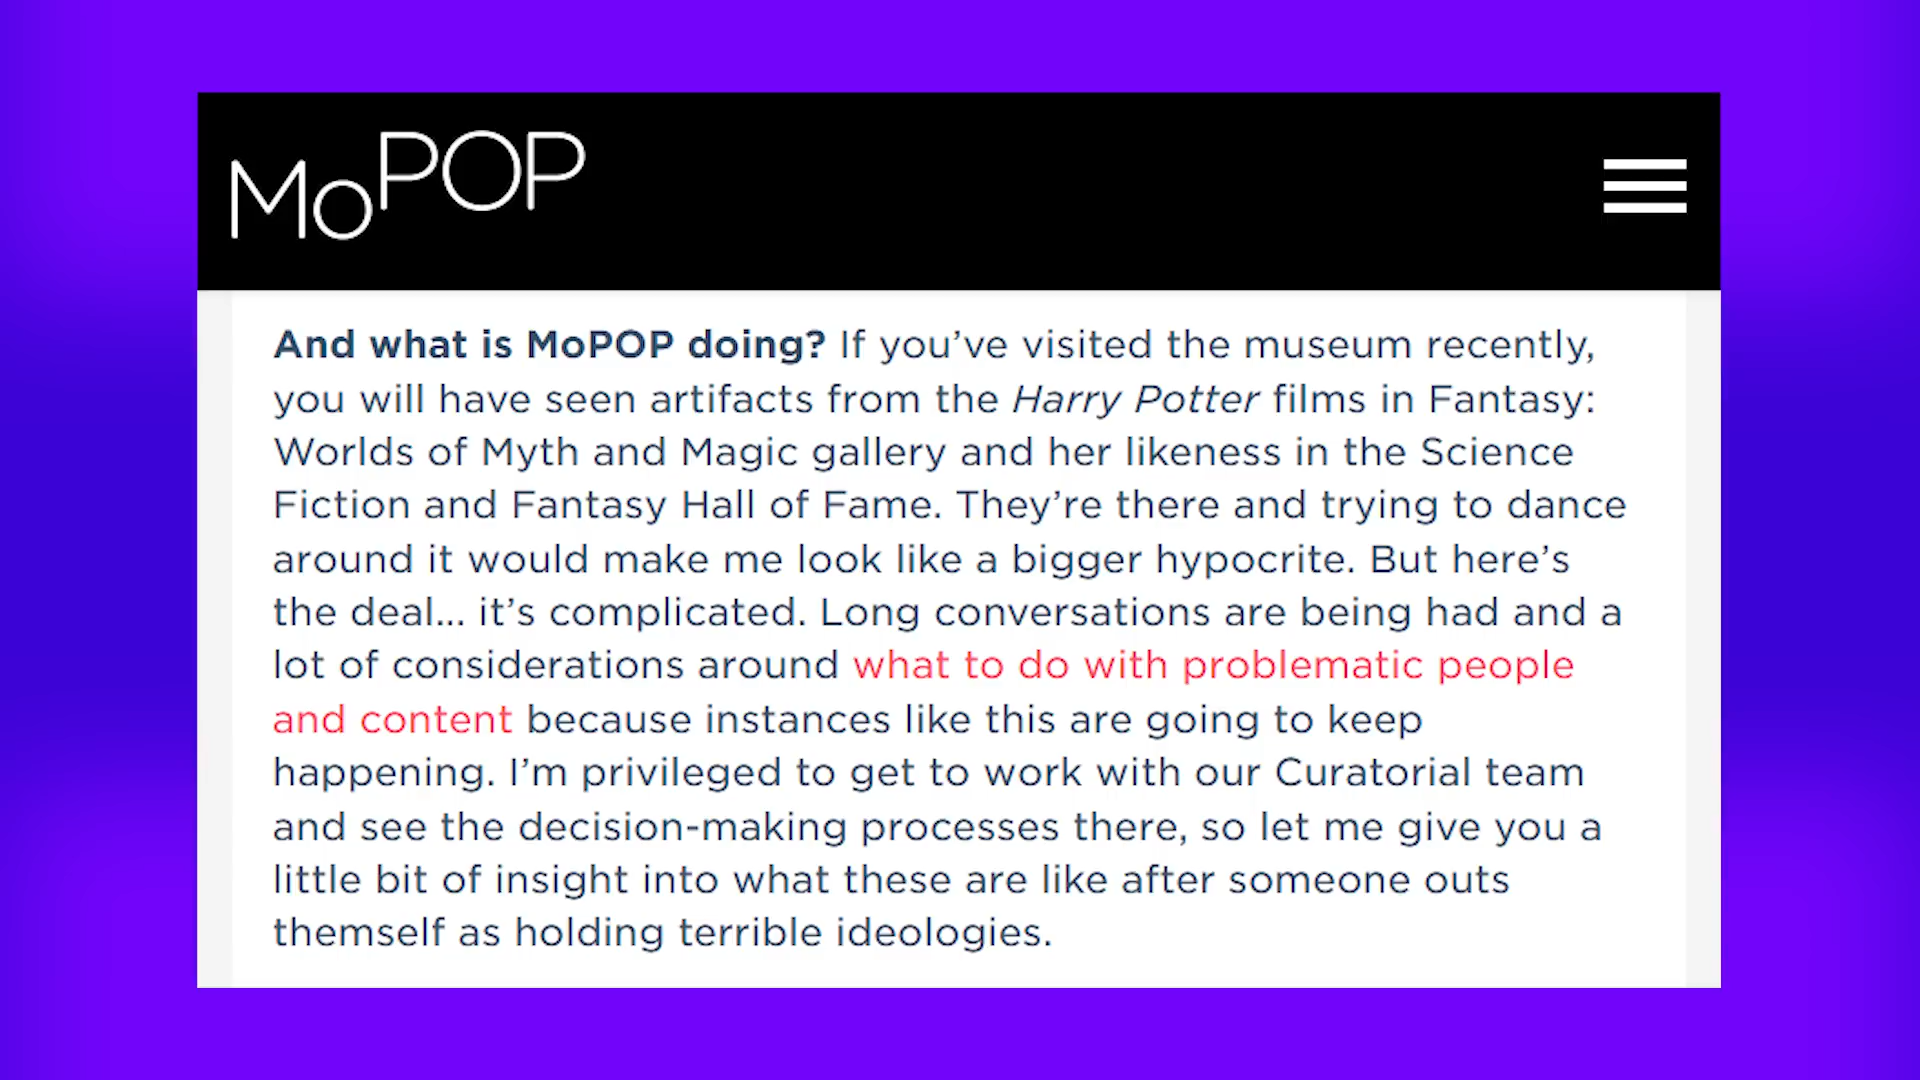 MoPOP
And what is MoPOP doing? If you’ve visited the museum recently,
you will have seen artifacts from the Harry Potter films in Fantasy:
Worlds of Myth and Magic gallery and her likeness in the Science
Fiction and Fantasy Hall of Fame. They’re there and trying to dance
around it would make me look like a bigger hypocrite. But here’s
the deal... it’s complicated. Long conversations are being had and a
lot of considerations around what to do with problematic people
and content because instances like this are going to keep
happening. I’m privileged to get to work with our Curatorial team
and see the decision-making processes there, so let me give you a
little bit of insight into what these are like after someone outs
themself as holding terrible ideologies.